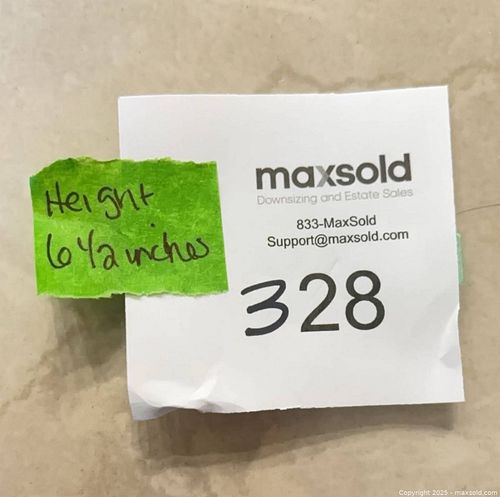 Height
6 1/2 inches
maxsold
Downsizing and Estate Sales
833-MaxSold
Support@maxsold.com
328
Copyright 2025 - maxsold.com